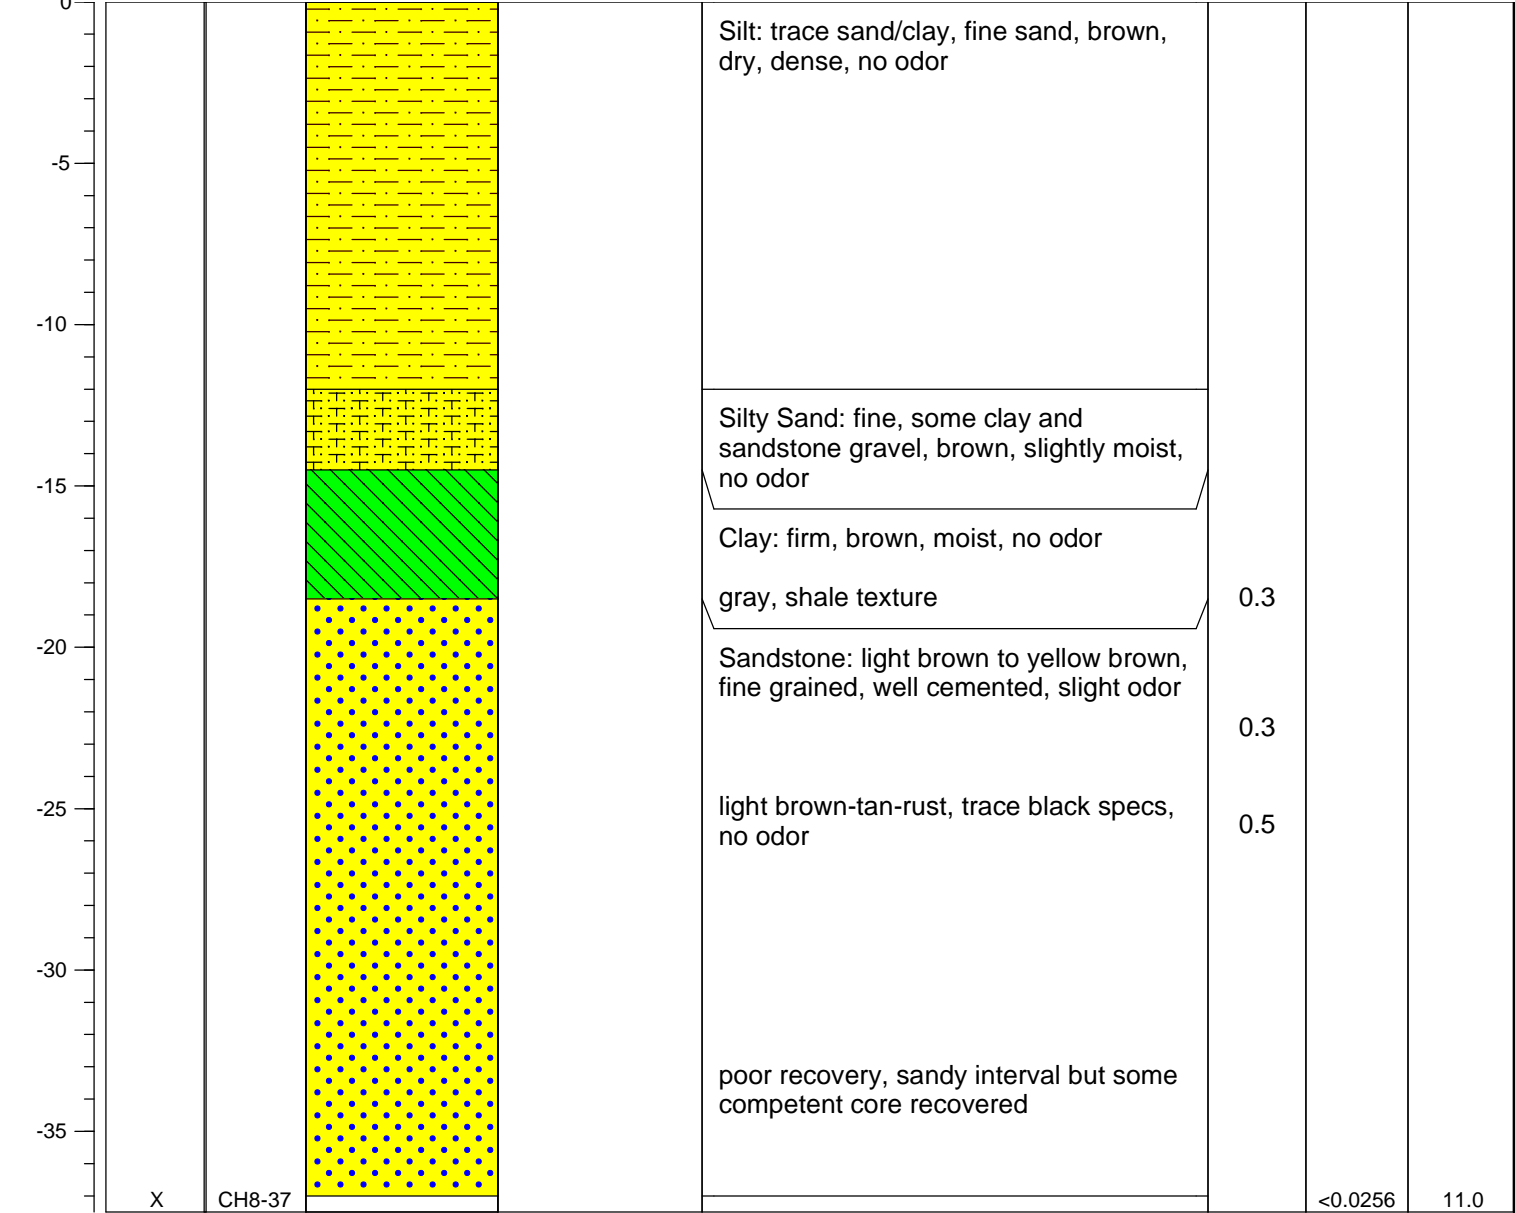 0
Silt: trace sand/clay, fine sand, brown,
dry, dense, no odor
-5
-10
Silty Sand: fine, some clay and
sandstone gravel, brown, slightly moist,
no odor
-15
Clay: firm, brown, moist, no odor
gray, shale texture
0.3
-20
Sandstone: light brown to yellow brown,
fine grained, well cemented, slight odor
0.3
-25
light brown-tan-rust, trace black specs,
no odor
0.5
-30
poor recovery, sandy interval but some
competent core recovered
-35
X CH8-37 <0.0256 11.0